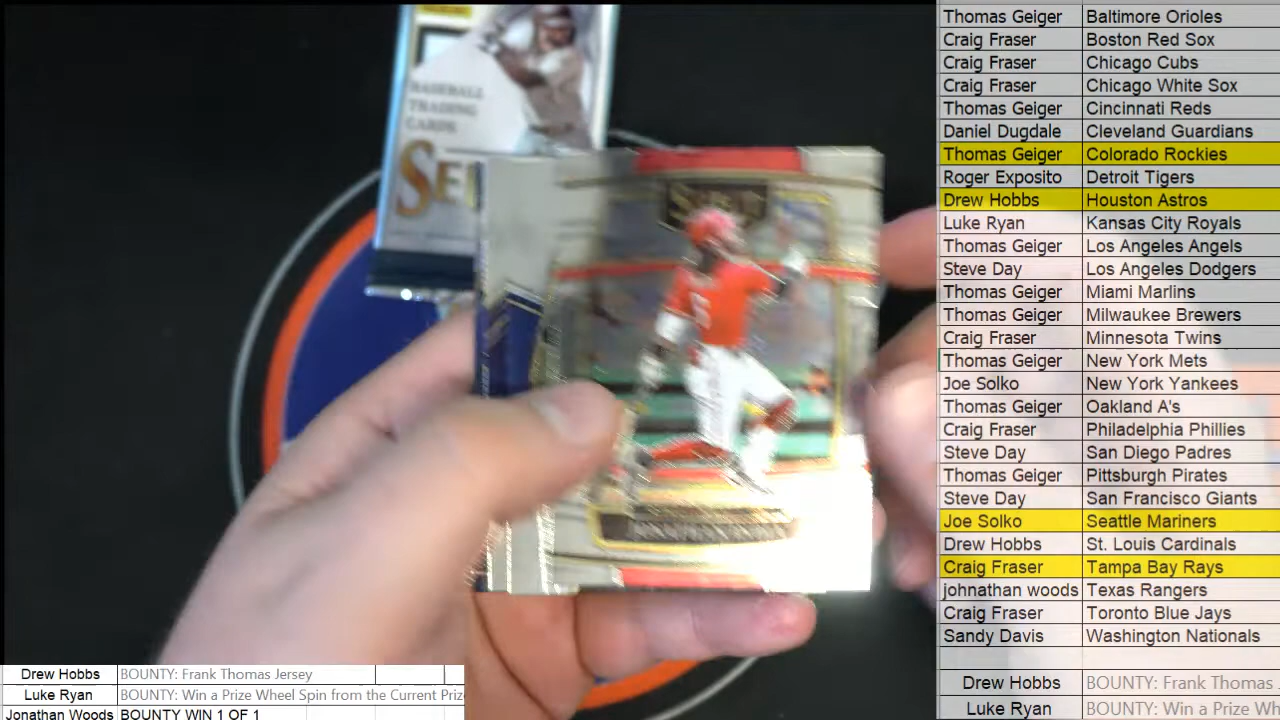 BASEBALL
TRADING
CARDS
Thomas Geiger Baltimore Orioles
Craig Fraser Boston Red Sox
Craig Fraser Chicago Cubs
Craig Fraser Chicago White Sox
Thomas Geiger Cincinnati Reds
Daniel Dugdale Cleveland Guardians
Thomas Geiger Colorado Rockies
Roger Exposito Detroit Tigers
Drew Hobbs Houston Astros
Luke Ryan Kansas City Royals
Thomas Geiger Los Angeles Angels
Steve Day Los Angeles Dodgers
Thomas Geiger Miami Marlins
Thomas Geiger Milwaukee Brewers
Craig Fraser Minnesota Twins
Thomas Geiger New York Mets
Joe Solko New York Yankees
Thomas Geiger Oakland A's
Craig Fraser Philadelphia Phillies
Steve Day San Diego Padres
Thomas Geiger Pittsburgh Pirates
Steve Day San Francisco Giants
Joe Solko Seattle Mariners
Drew Hobbs St. Louis Cardinals
Craig Fraser Tampa Bay Rays
johnathan woods Texas Rangers
Craig Fraser Toronto Blue Jays
Sandy Davis Washington Nationals
Drew Hobbs BOUNTY: Frank Thomas
Luke Ryan BOUNTY: Win a Prize Wh
Drew Hobbs BOUNTY: Frank Thomas Jersey
Luke Ryan BOUNTY: Win a Prize Wheel Spin from the Current Priz
Jonathan Woods BOUNTY WIN 1 OF 1